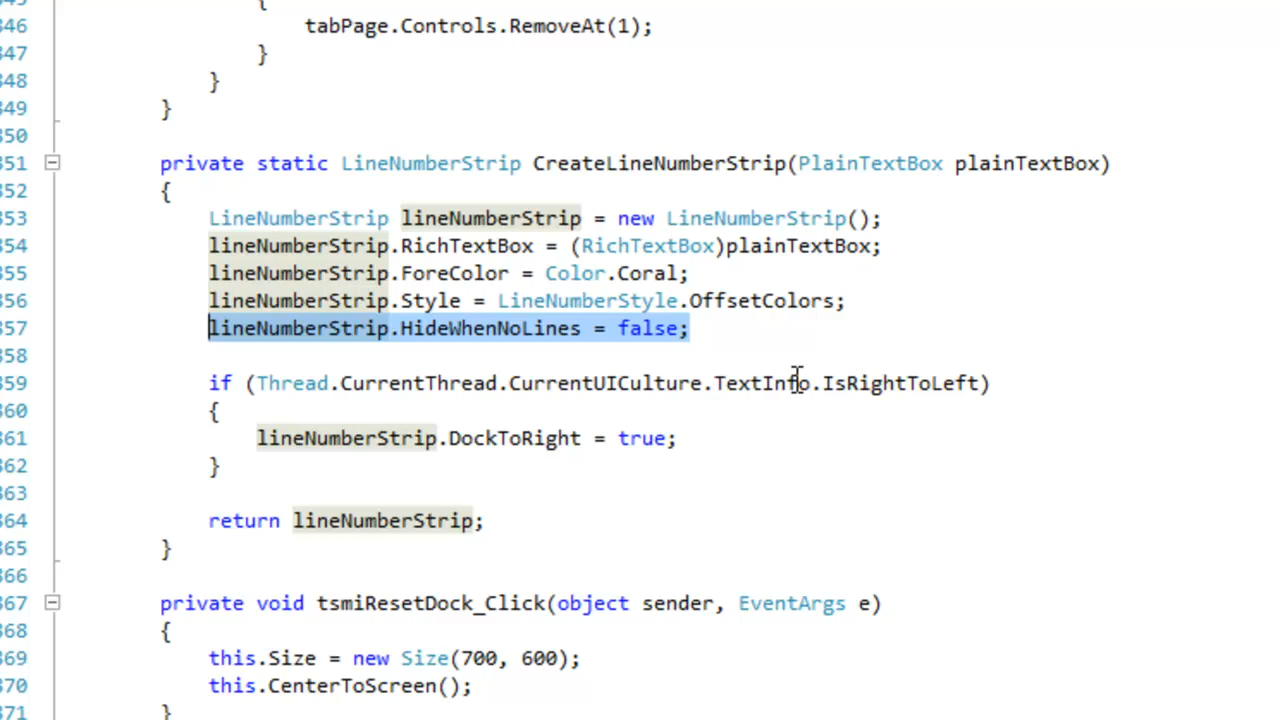 {
346 tabPage.Controls.RemoveAt(1);
347 }
348 }
349 }
350
351 private static LineNumberStrip CreateLineNumberStrip(PlainTextBox plainTextBox)
352 {
353 LineNumberStrip lineNumberStrip = new LineNumberStrip();
354 lineNumberStrip.RichTextBox = (RichTextBox)plainTextBox;
355 lineNumberStrip.ForeColor = Color.Coral;
356 lineNumberStrip.Style = LineNumberStyle.OffsetColors;
357 lineNumberStrip.HideWhenNoLines = false;
358
359 if (Thread.CurrentThread.CurrentUICulture.TextInfo.IsRightToLeft)
360 {
361 lineNumberStrip.DockToRight = true;
362 }
363
364 return lineNumberStrip;
365 }
366
367 private void tsmiResetDock_Click(object sender, EventArgs e)
368 {
369 this.Size = new Size(700, 600);
370 this.CenterToScreen();
371 }